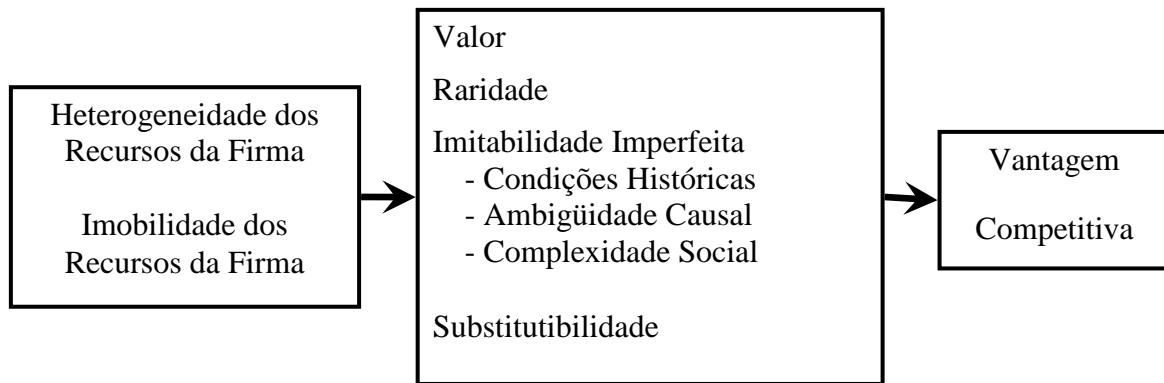 Heterogeneidade dos
Recursos da Firma
Imobilidade dos
Recursos da Firma
Valor
Raridade
Imitabilidade Imperfeita
- Condições Históricas
- Ambigüidade Causal
- Complexidade Social
Substitutibilidade
Vantagem
Competitiva